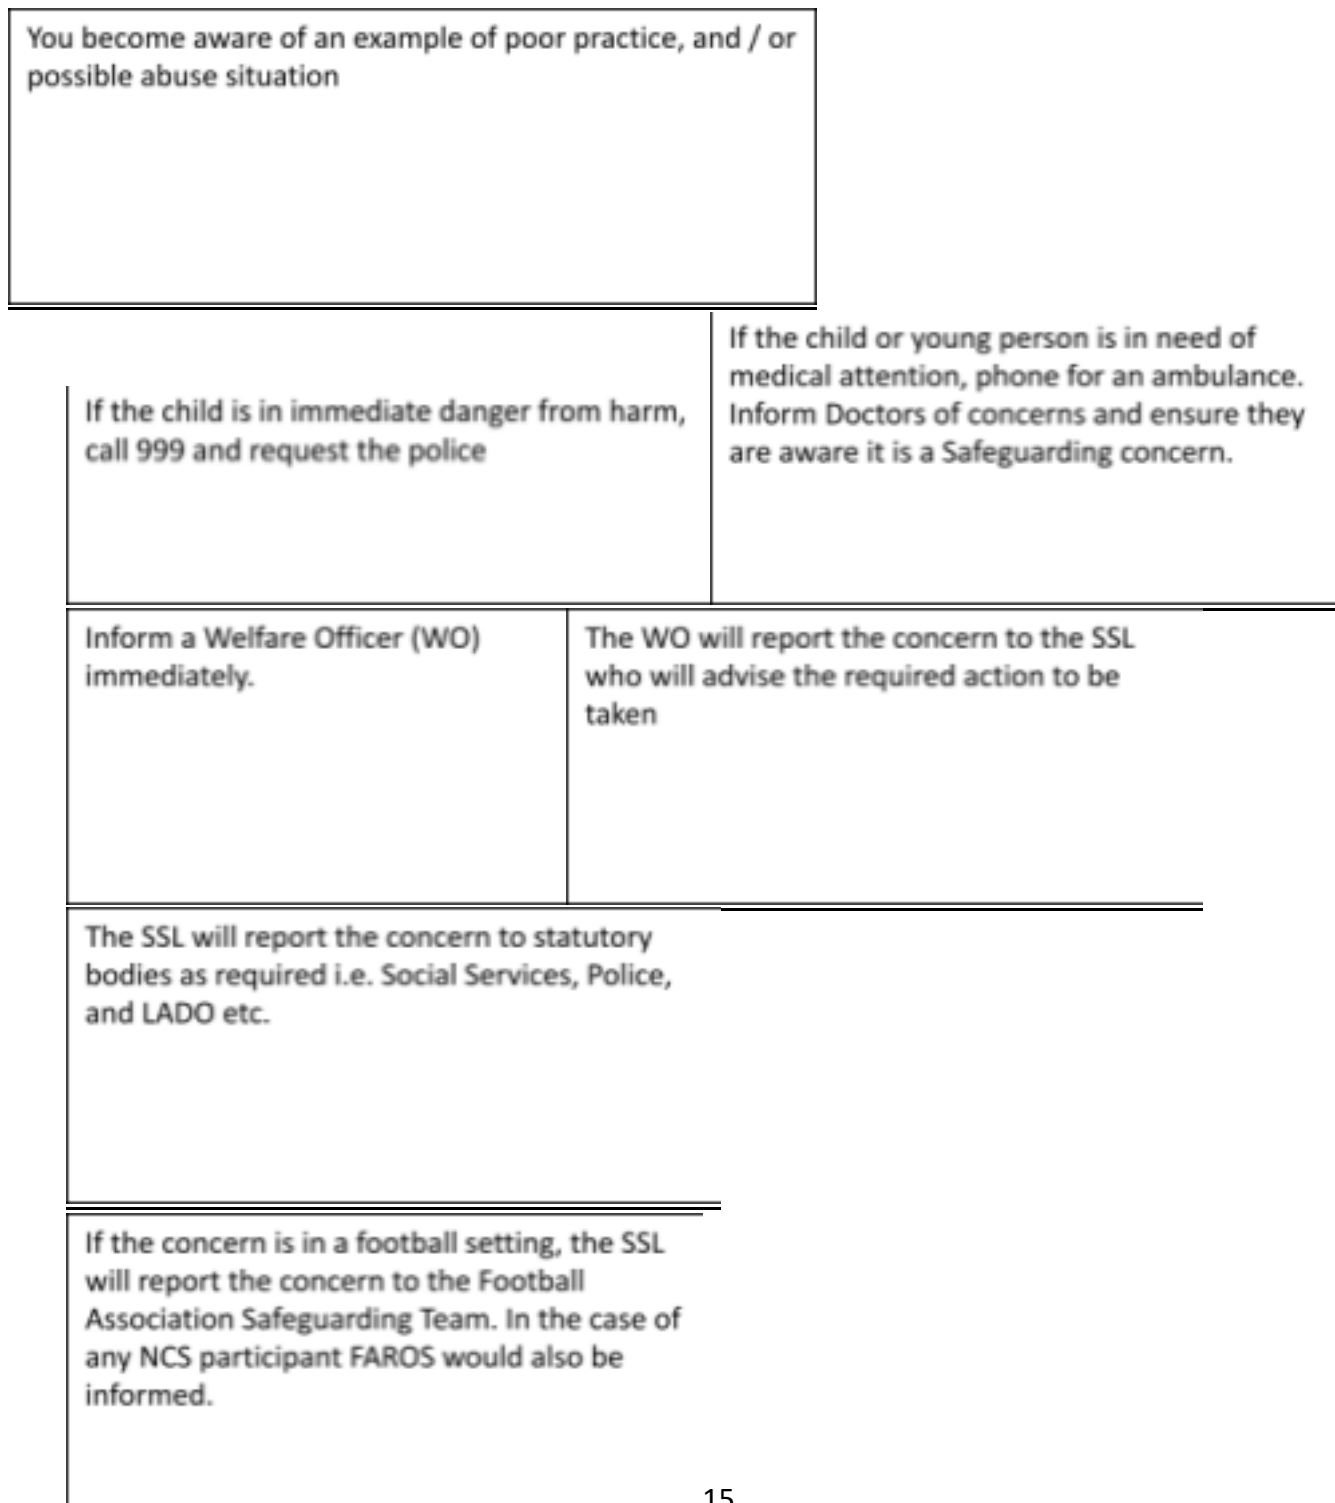 You become aware of an example of poor practice, and / or
possible abuse situation
If the child is in immediate danger from harm,
call 999 and request the police
If the child or young person is in need of
medical attention, phone for an ambulance.
Inform Doctors of concerns and ensure they
are aware it is a Safeguarding concern.
Inform a Welfare Officer (WO)
immediately.
The WO will report the concern to the SSL
who will advise the required action to be
taken
The SSL will report the concern to statutory
bodies as required i.e. Social Services, Police,
and LADO etc.
If the concern is in a football setting, the SSL
will report the concern to the Football
Association Safeguarding Team. In the case of
any NCS participant FAROS would also be
informed.
15